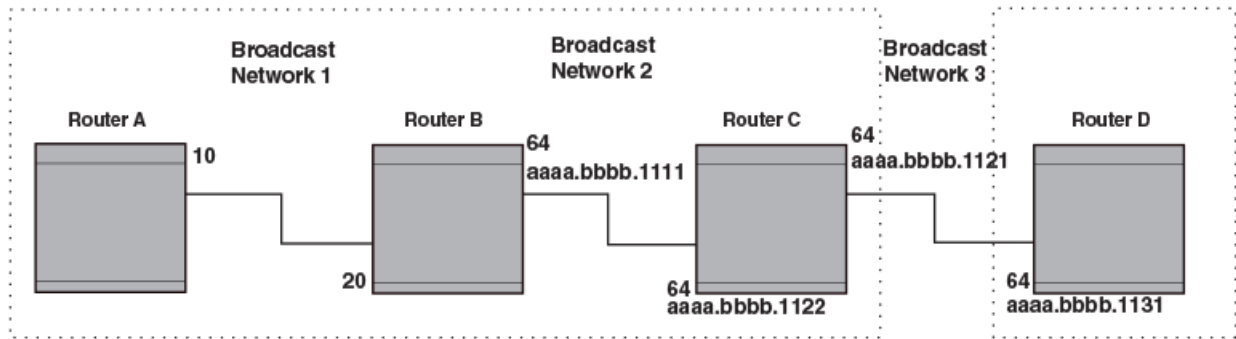 Broadcast
Network 1
Broadcast
Network 2
Broadcast
Network 3
Router A
Router B
Router C
Router D
10
64
aaaa.bbbb.1111
64
aaaa.bbbb.1121
20
64
aaaa.bbbb.1122
64
aaaa.bbbb.1131